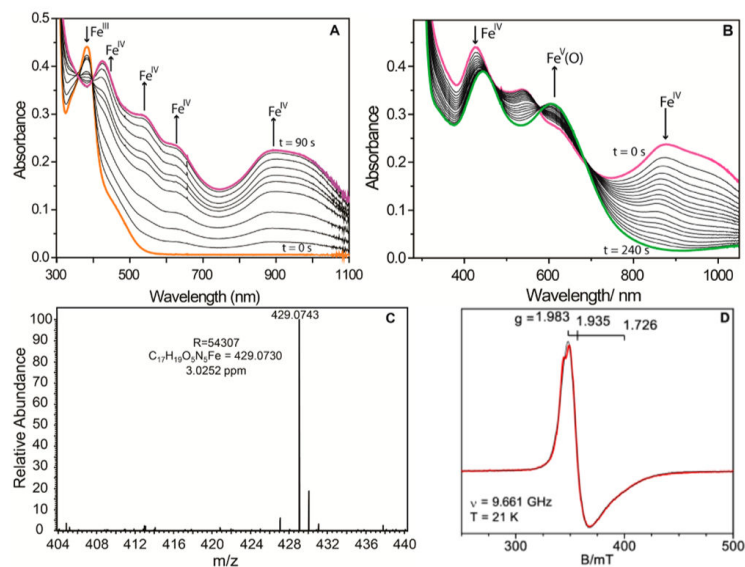 A
Fe^III
Fe^IV
Fe^IV
Fe^IV
Fe^IV
t = 90 s
t = 0 s
0.5
0.4
0.3
0.2
0.1
0.0
Absorbance
300 500 700 900 1100
Wavelength (nm)
B
Fe^IV
Fe^V(O)
Fe^IV
t = 0 s
t = 240 s
0.4
0.3
0.2
0.1
0.0
Absorbance
400 600 800 1000
Wavelength/ nm
C
429.0743
R=54307
C17H19O5N5Fe = 429.0730
3.0252 ppm
100
90
80
70
60
50
40
30
20
10
0
Relative Abundance
404 408 412 416 420 424 428 432 436 440
m/z
D
g = 1.983 1.935 1.726
ν = 9.661 GHz
T = 21 K
300 400 500
B/mT